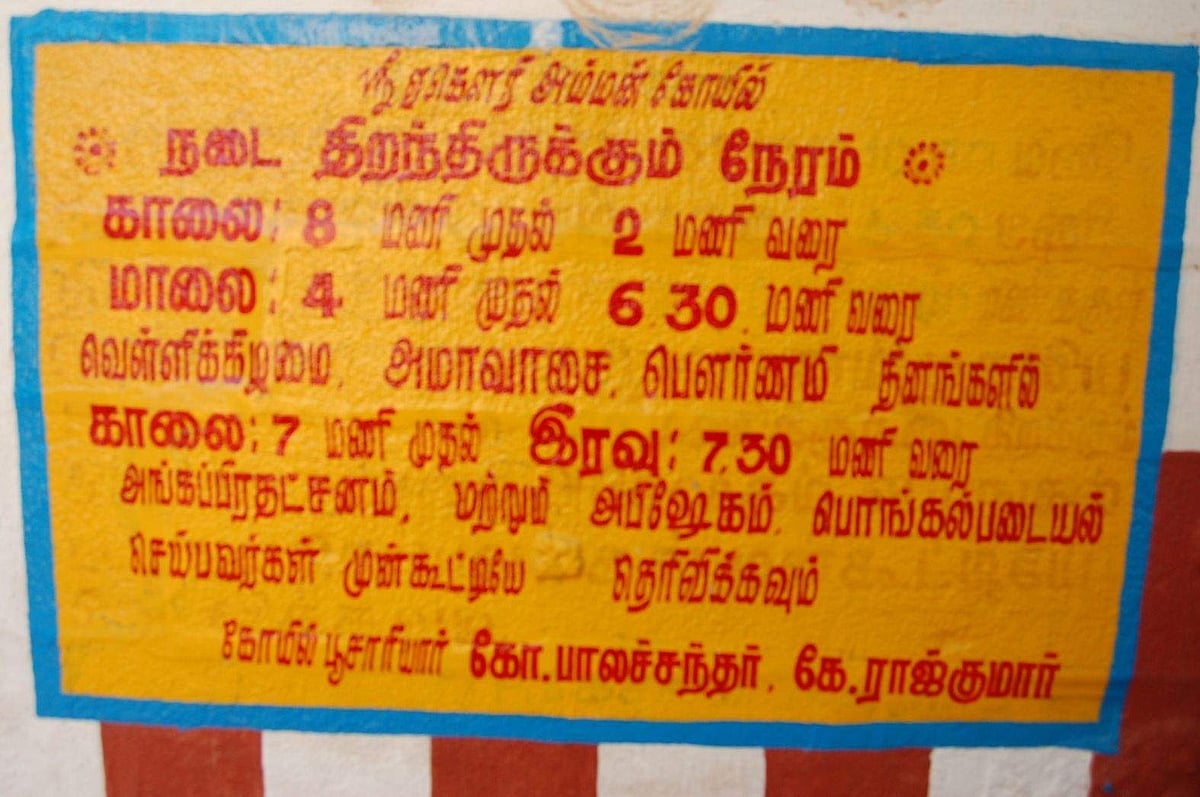 ஸ்ரீ ஏகௌரி அம்மன் கோயில்
நடை திறந்திருக்கும் நேரம்
காலை: 8 மணி முதல் 2 மணி வரை
மாலை: 4 மணி முதல் 6.30. மணி வரை
வெள்ளிக்கிழமை, அமாவாசை, பௌர்ணமி தினங்களில்
காலை: 7 மணி முதல் இரவு: 7.30 மணி வரை
அங்கப்பிரதட்சனம், மற்றும் அபிஷேகம், பொங்கல்படையல்
செய்பவர்கள் முன்கூட்டியே தெரிவிக்கவும்
கோயில் பூசாரியார் கோ.பாலச்சந்தர், கே.ராஜ்குமார்